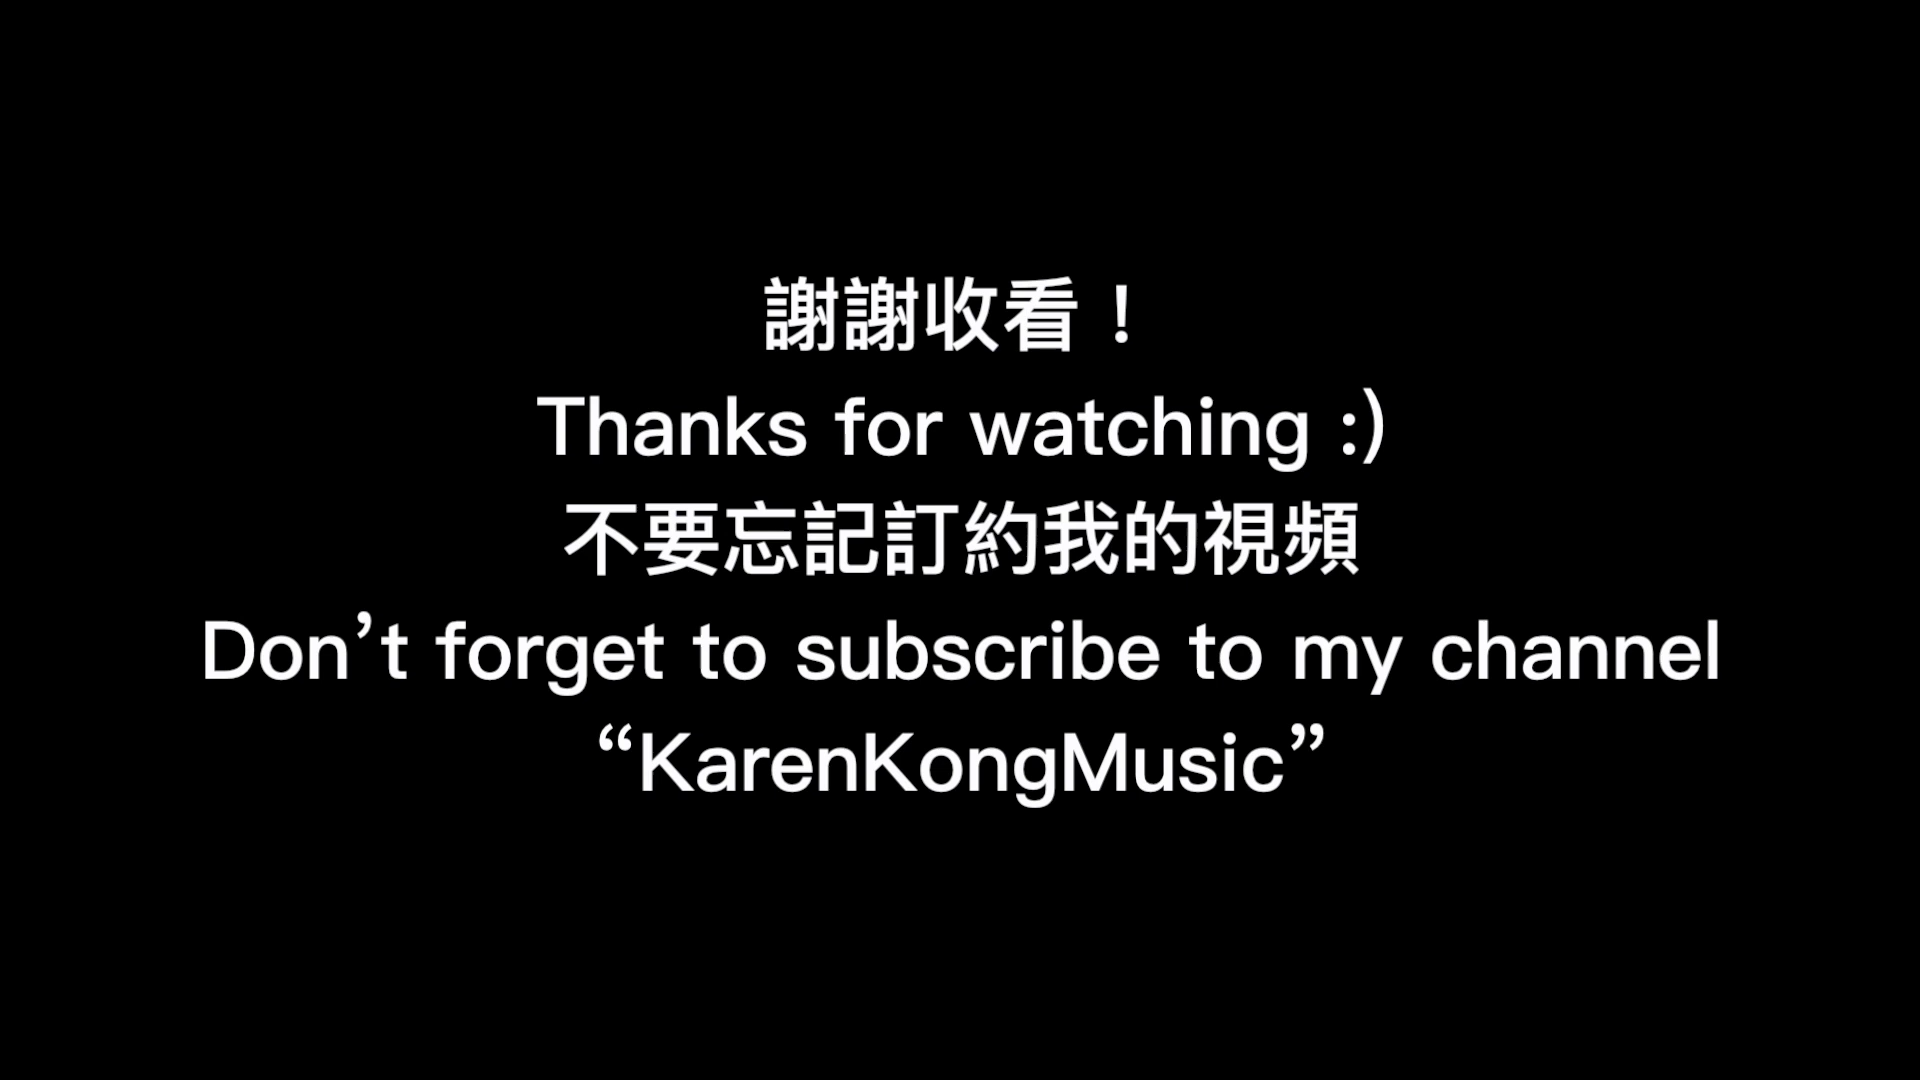 謝謝收看！
Thanks for watching :)
不要忘記訂約我的視頻
Don’t forget to subscribe to my channel
“KarenKongMusic”